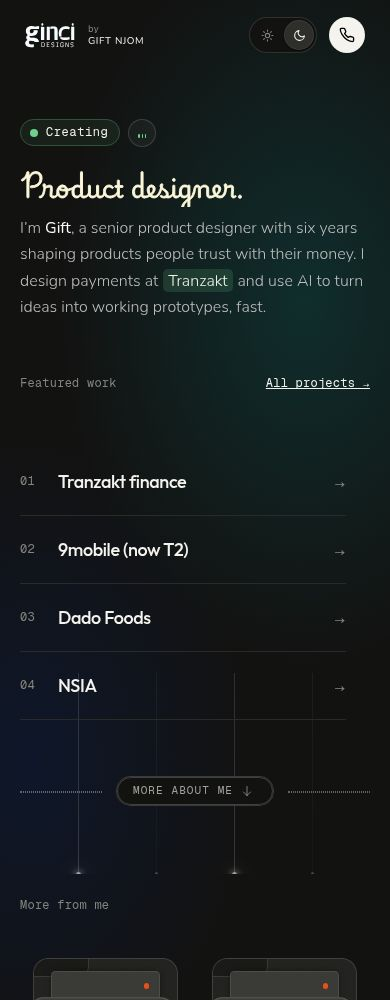 ginci
DESIGNS
by
GIFT NJOM
Creating
Product designer.
I'm Gift, a senior product designer with six years
shaping products people trust with their money. I
design payments at Tranzakt and use AI to turn
ideas into working prototypes, fast.
Featured work
All projects →
01 Tranzakt finance →
02 9mobile (now T2) →
03 Dado Foods →
04 NSIA →
MORE ABOUT ME ↓
More from me